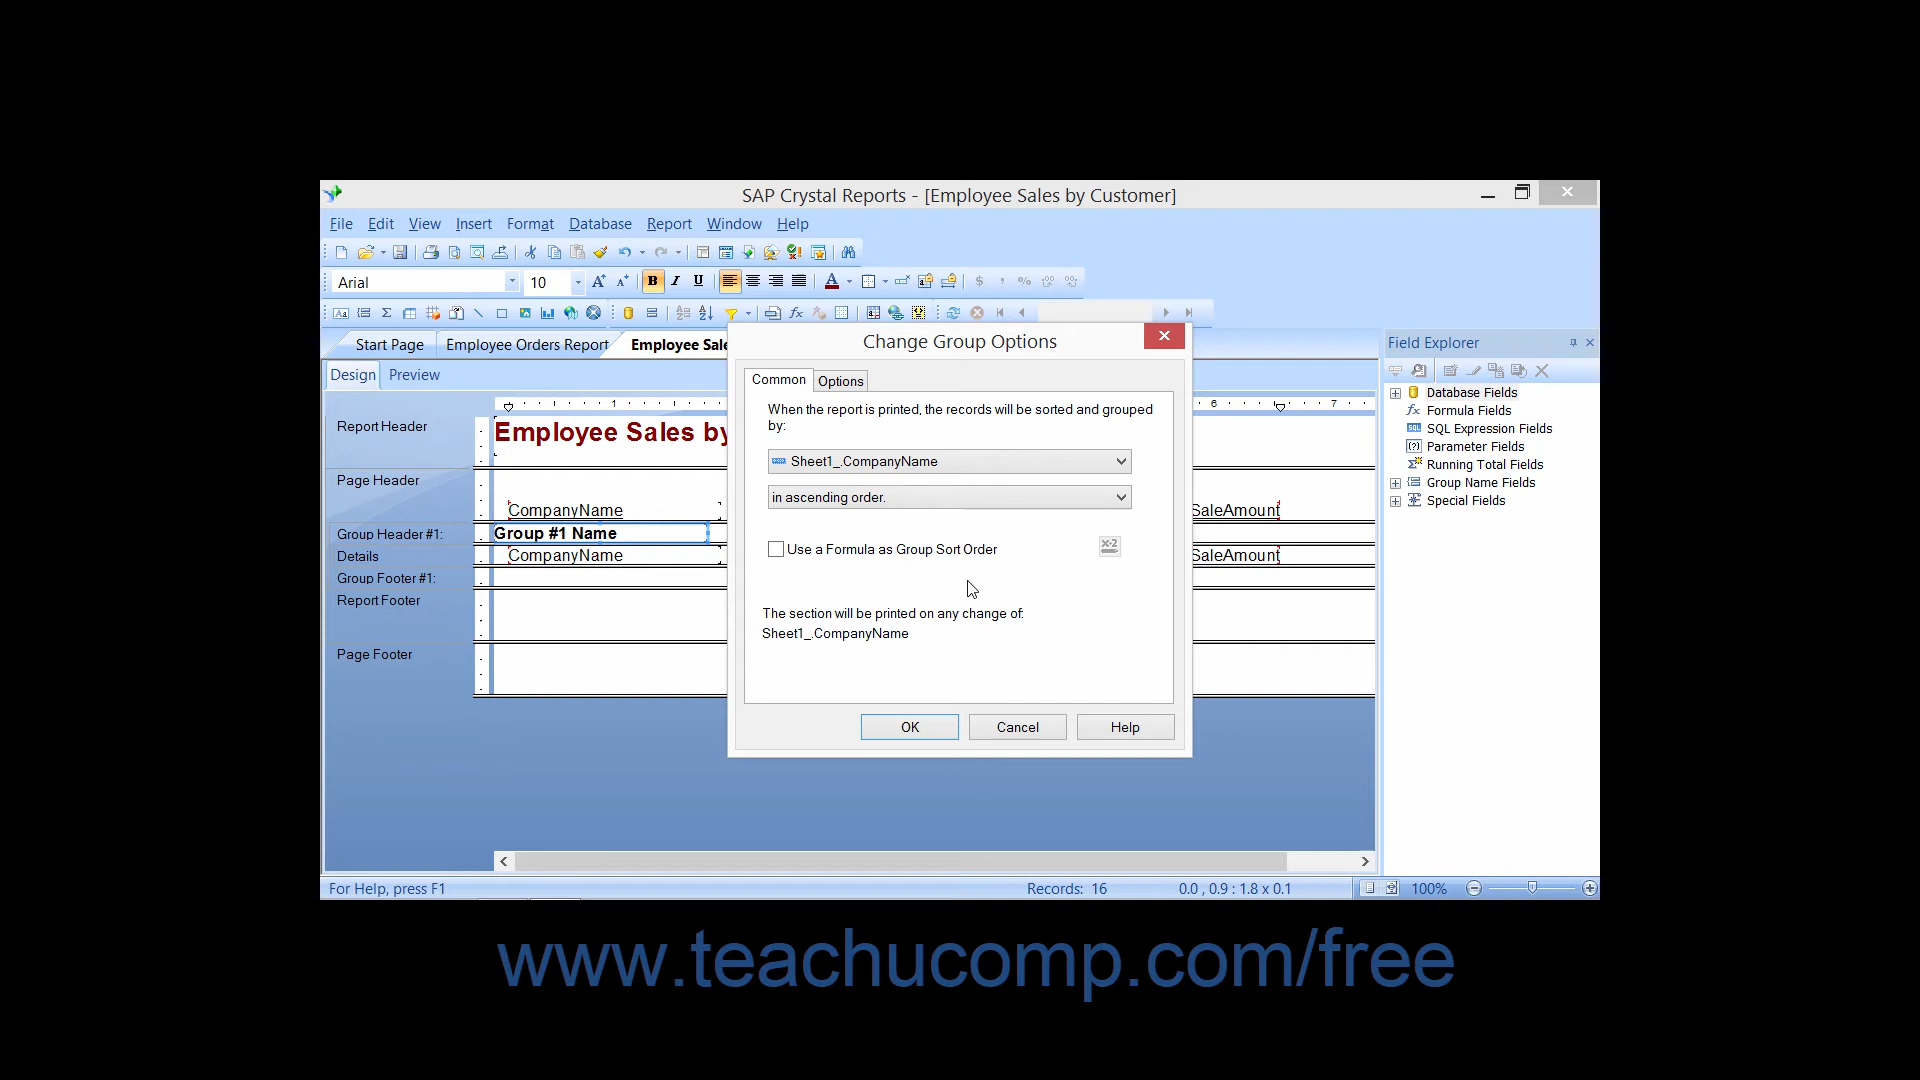 SAP Crystal Reports - [Employee Sales by Customer]
File Edit View Insert Format Database Report Window Help
Arial 10 B I U
Start Page Employee Orders Report Employee Sale
Design Preview
1 6 7
Report Header
Employee Sales by
Page Header
CompanyName SaleAmount
Group Header #1: Group #1 Name
Details CompanyName SaleAmount
Group Footer #1:
Report Footer
Page Footer
Change Group Options
Common Options
When the report is printed, the records will be sorted and grouped
by:
Sheet1_.CompanyName
in ascending order.
Use a Formula as Group Sort Order
X+2
The section will be printed on any change of:
Sheet1_.CompanyName
OK Cancel Help
Field Explorer
Database Fields
Formula Fields
SQL Expression Fields
Parameter Fields
Running Total Fields
Group Name Fields
Special Fields
For Help, press F1 Records: 16 0.0 , 0.9 : 1.8 x 0.1 100%
www.teachucomp.com/free